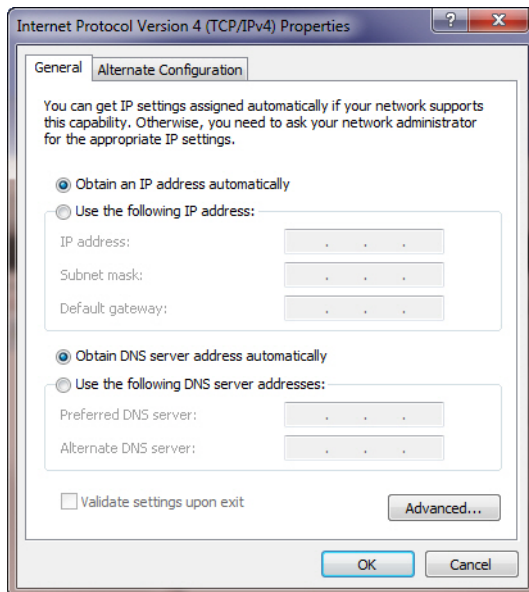 Internet Protocol Version 4 (TCP/IPv4) Properties
General
Alternate Configuration
You can get IP settings assigned automatically if your network supports
this capability. Otherwise, you need to ask your network administrator
for the appropriate IP settings.
Obtain an IP address automatically
Use the following IP address:
IP address:
Subnet mask:
Default gateway:
Obtain DNS server address automatically
Use the following DNS server addresses:
Preferred DNS server:
Alternate DNS server:
Validate settings upon exit
Advanced...
OK
Cancel